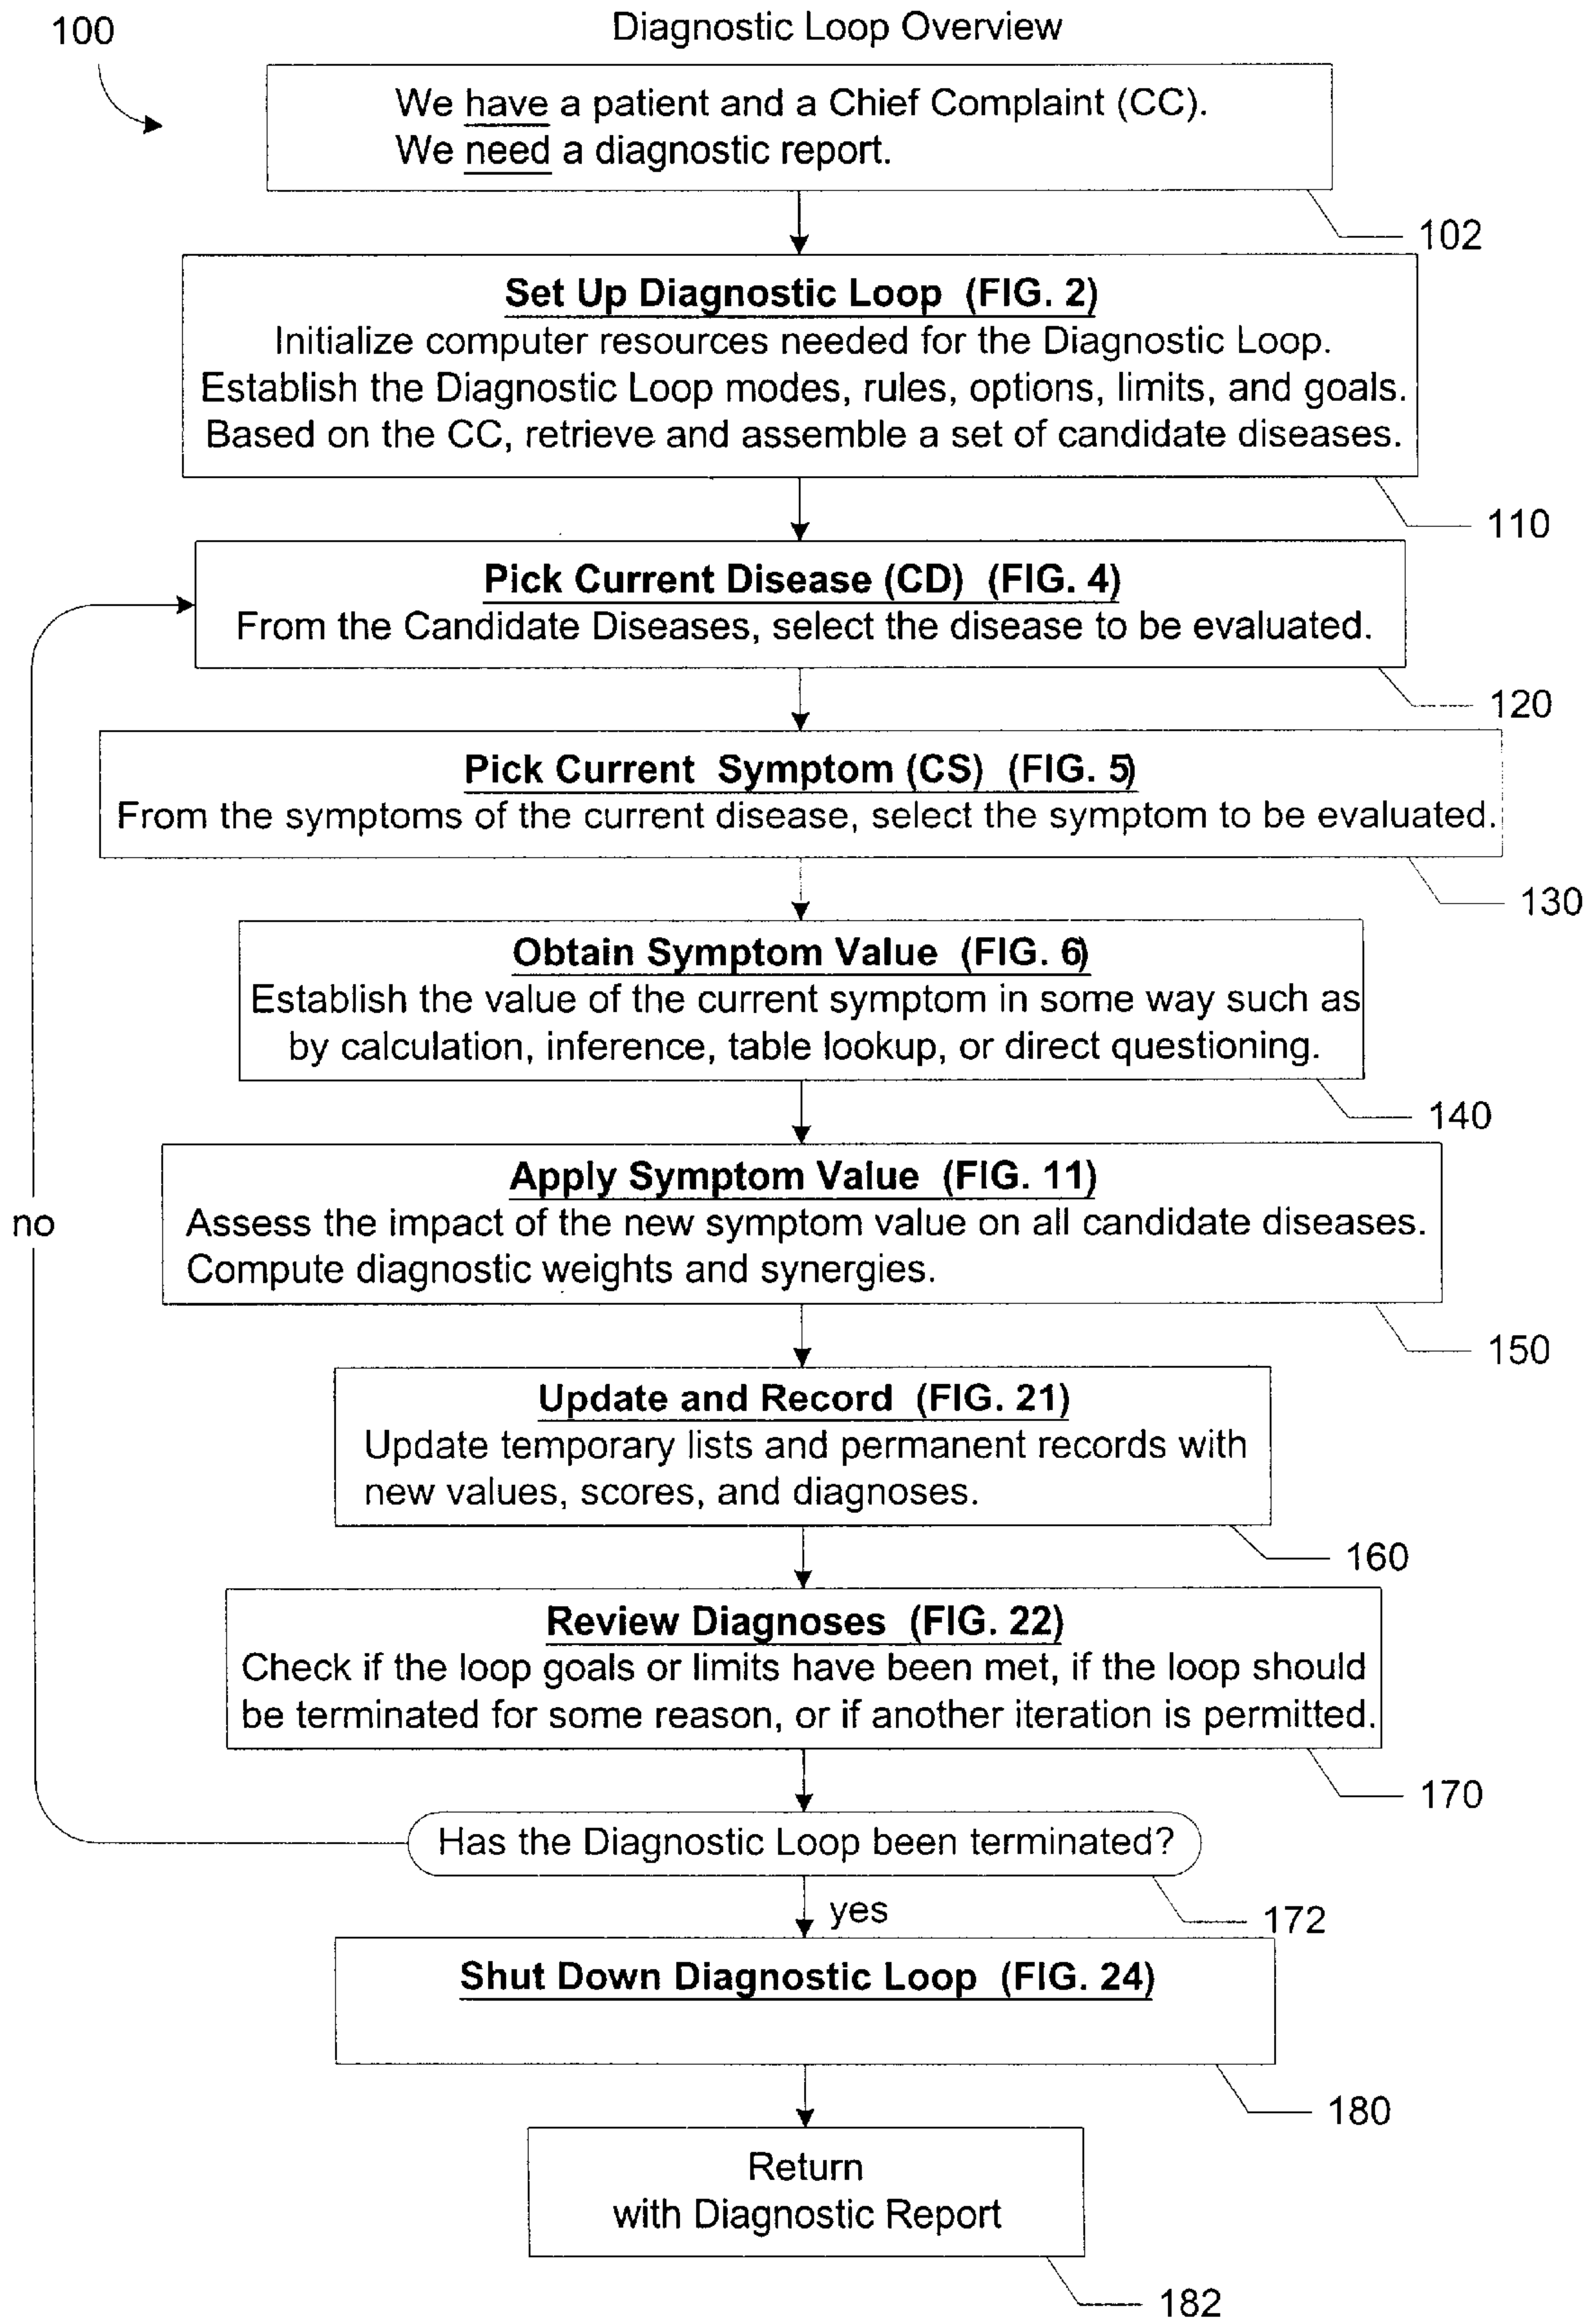 100
Diagnostic Loop Overview
We have a patient and a Chief Complaint (CC).
We need a diagnostic report.
102
Set Up Diagnostic Loop (FIG. 2)
Initialize computer resources needed for the Diagnostic Loop.
Establish the Diagnostic Loop modes, rules, options, limits, and goals.
Based on the CC, retrieve and assemble a set of candidate diseases.
110
Pick Current Disease (CD) (FIG. 4)
From the Candidate Diseases, select the disease to be evaluated.
120
Pick Current Symptom (CS) (FIG. 5)
From the symptoms of the current disease, select the symptom to be evaluated.
130
Obtain Symptom Value (FIG. 6)
Establish the value of the current symptom in some way such as
by calculation, inference, table lookup, or direct questioning.
140
Apply Symptom Value (FIG. 11)
Assess the impact of the new symptom value on all candidate diseases.
Compute diagnostic weights and synergies.
150
no
Update and Record (FIG. 21)
Update temporary lists and permanent records with
new values, scores, and diagnoses.
160
Review Diagnoses (FIG. 22)
Check if the loop goals or limits have been met, if the loop should
be terminated for some reason, or if another iteration is permitted.
170
Has the Diagnostic Loop been terminated?
172
yes
Shut Down Diagnostic Loop (FIG. 24)
180
Return
with Diagnostic Report
182